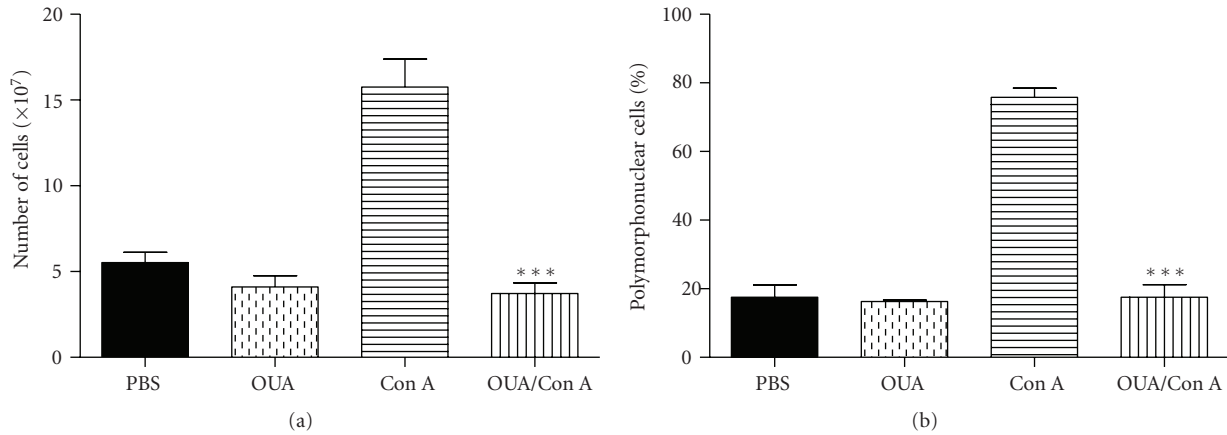 Number of cells (×10⁷)
20
15
10
5
0
***
PBS
OUA
Con A
OUA/Con A
(a)
Polymorphonuclear cells (%)
100
80
60
40
20
0
***
PBS
OUA
Con A
OUA/Con A
(b)